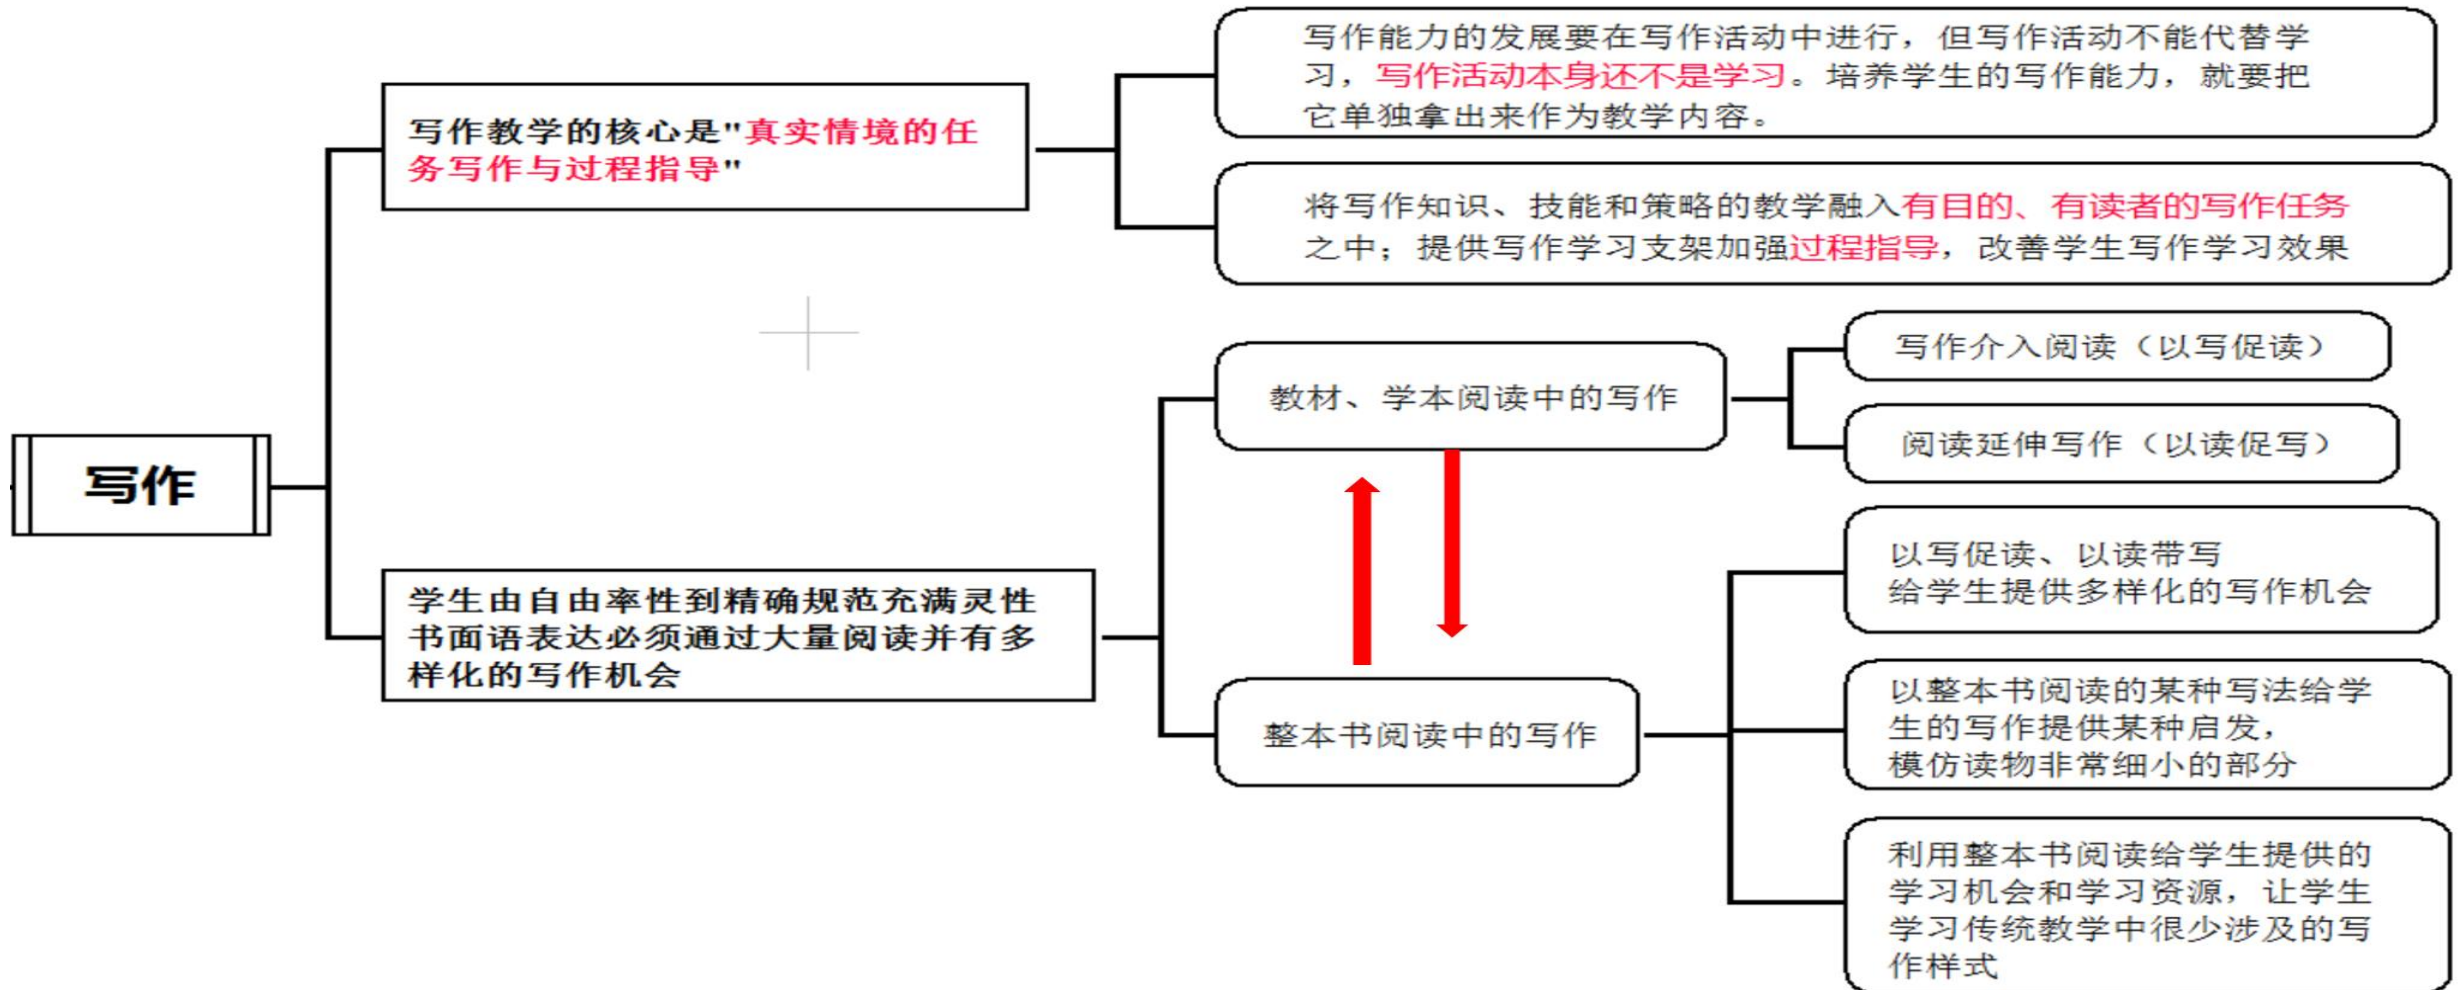 写作
写作教学的核心是"真实情境的任
务写作与过程指导"
写作能力的发展要在写作活动中进行，但写作活动不能代替学
习，写作活动本身还不是学习。培养学生的写作能力，就要把
它单独拿出来作为教学内容。
将写作知识、技能和策略的教学融入有目的、有读者的写作任务
之中；提供写作学习支架加强过程指导，改善学生写作学习效果
学生由自由率性到精确规范充满灵性
书面语表达必须通过大量阅读并有多
样化的写作机会
教材、学本阅读中的写作
写作介入阅读（以写促读）
阅读延伸写作（以读促写）
整本书阅读中的写作
以写促读、以读带写
给学生提供多样化的写作机会
以整本书阅读的某种写法给学
生的写作提供某种启发，
模仿读物非常细小的部分
利用整本书阅读给学生提供的
学习机会和学习资源，让学生
学习传统教学中很少涉及的写
作样式